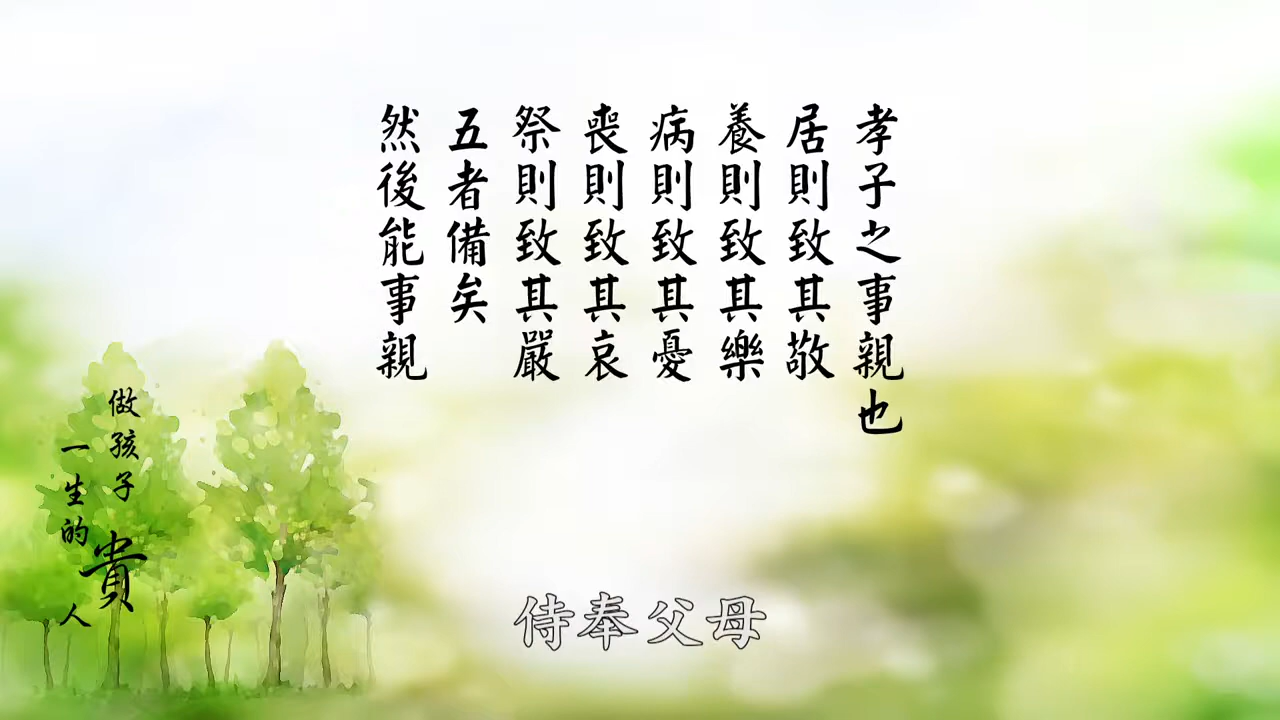 孝子之事親也
居則致其敬
養則致其樂
病則致其憂
喪則致其哀
祭則致其嚴
五者備矣
然後能事親
做孩子
一生的
貴
人
侍奉父母